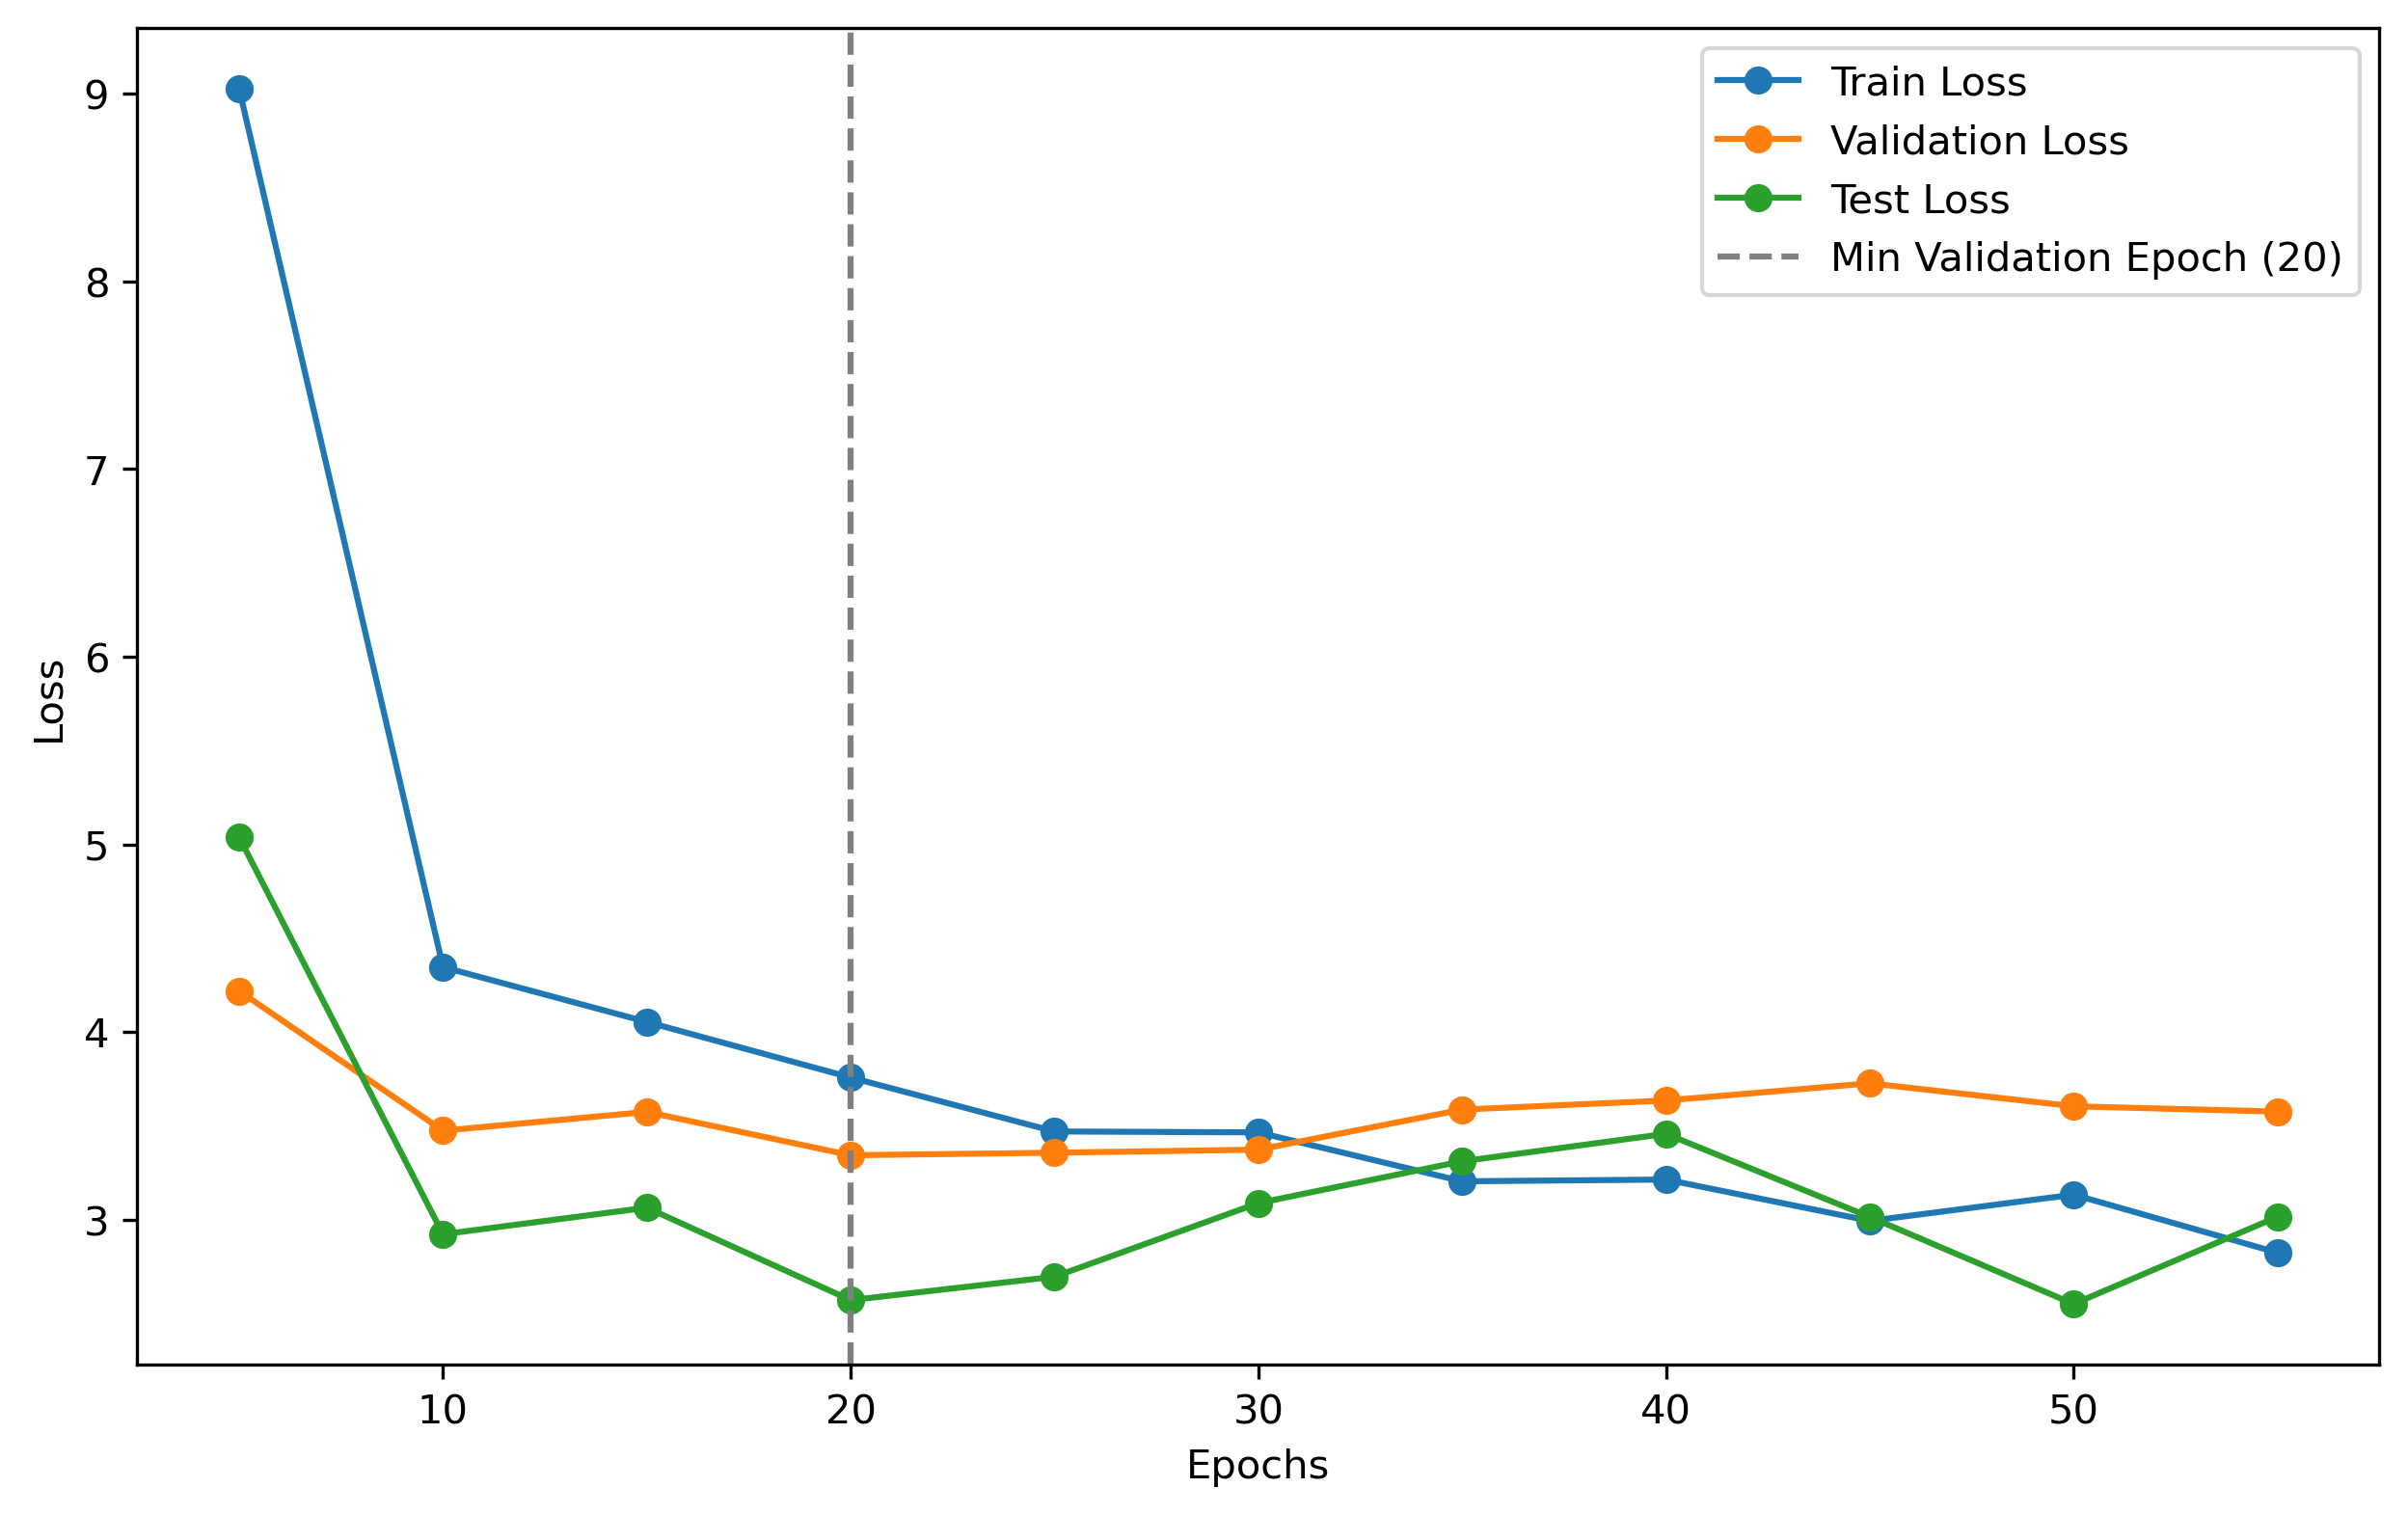 Train Loss
Validation Loss
Test Loss
Min Validation Epoch (20)
9
8
7
6
5
4
3
Loss
10 20 30 40 50
Epochs